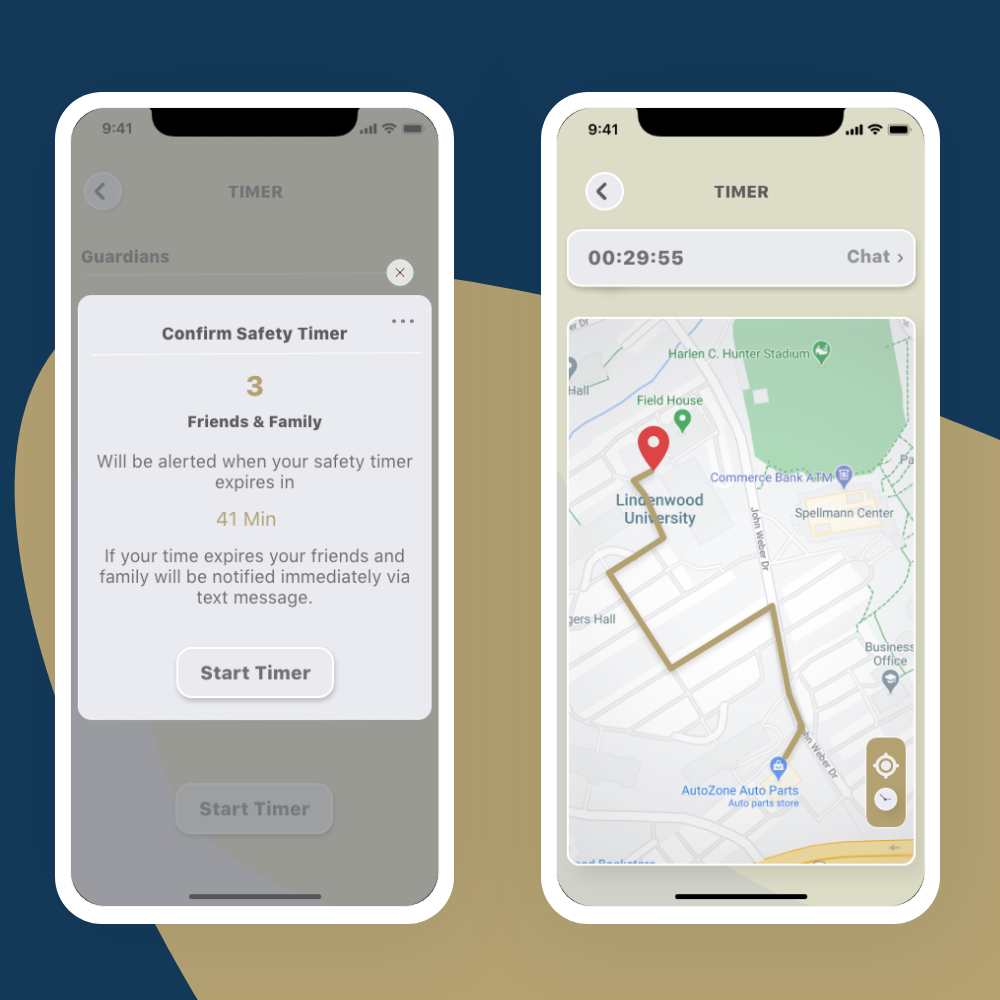 9:41
TIMER
Guardians
Confirm Safety Timer
3
Friends & Family
Will be alerted when your safety timer
expires in
41 Min
If your time expires your friends and
family will be notified immediately via
text message.
Start Timer
Start Timer
9:41
TIMER
00:29:55
Chat ›
er Dr
Harlen C. Hunter Stadium
Hall
Field House
Pa
Commerce Bank ATM
Lindenwood
University
Spellmann Center
John Weber Dr
gers Hall
Business
Office
hn Weber Dr
AutoZone Auto Parts
Auto parts store